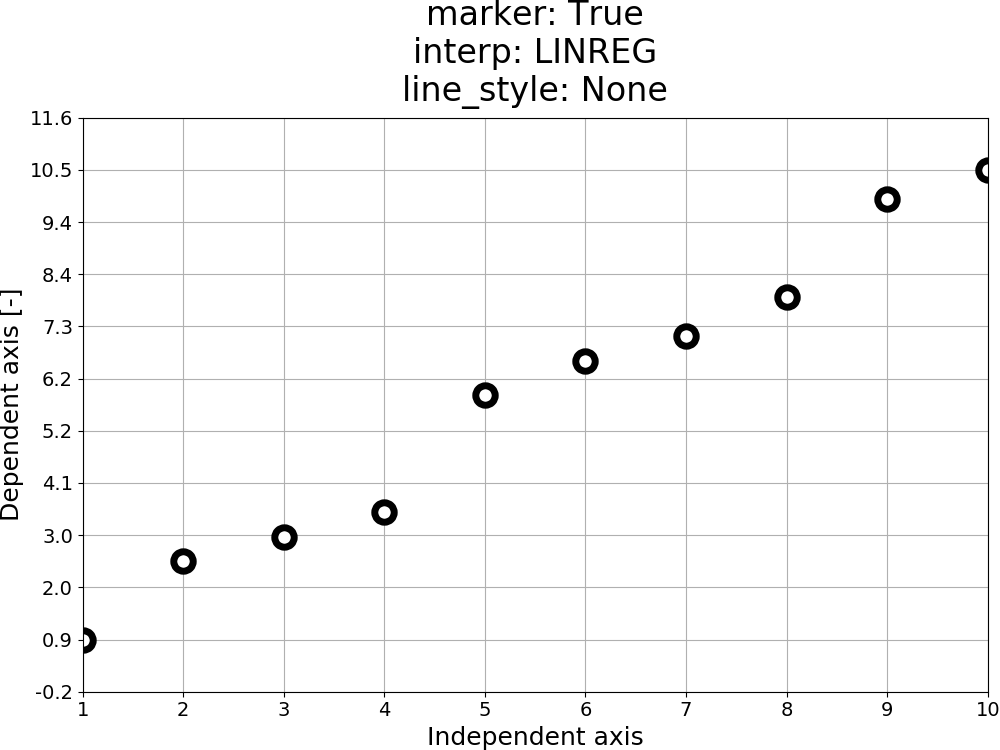 marker: True
interp: LINREG
line_style: None
11.6
10.5
9.4
8.4
7.3
6.2
5.2
4.1
3.0
2.0
0.9
-0.2
Dependent axis [-]
1 2 3 4 5 6 7 8 9 10
Independent axis